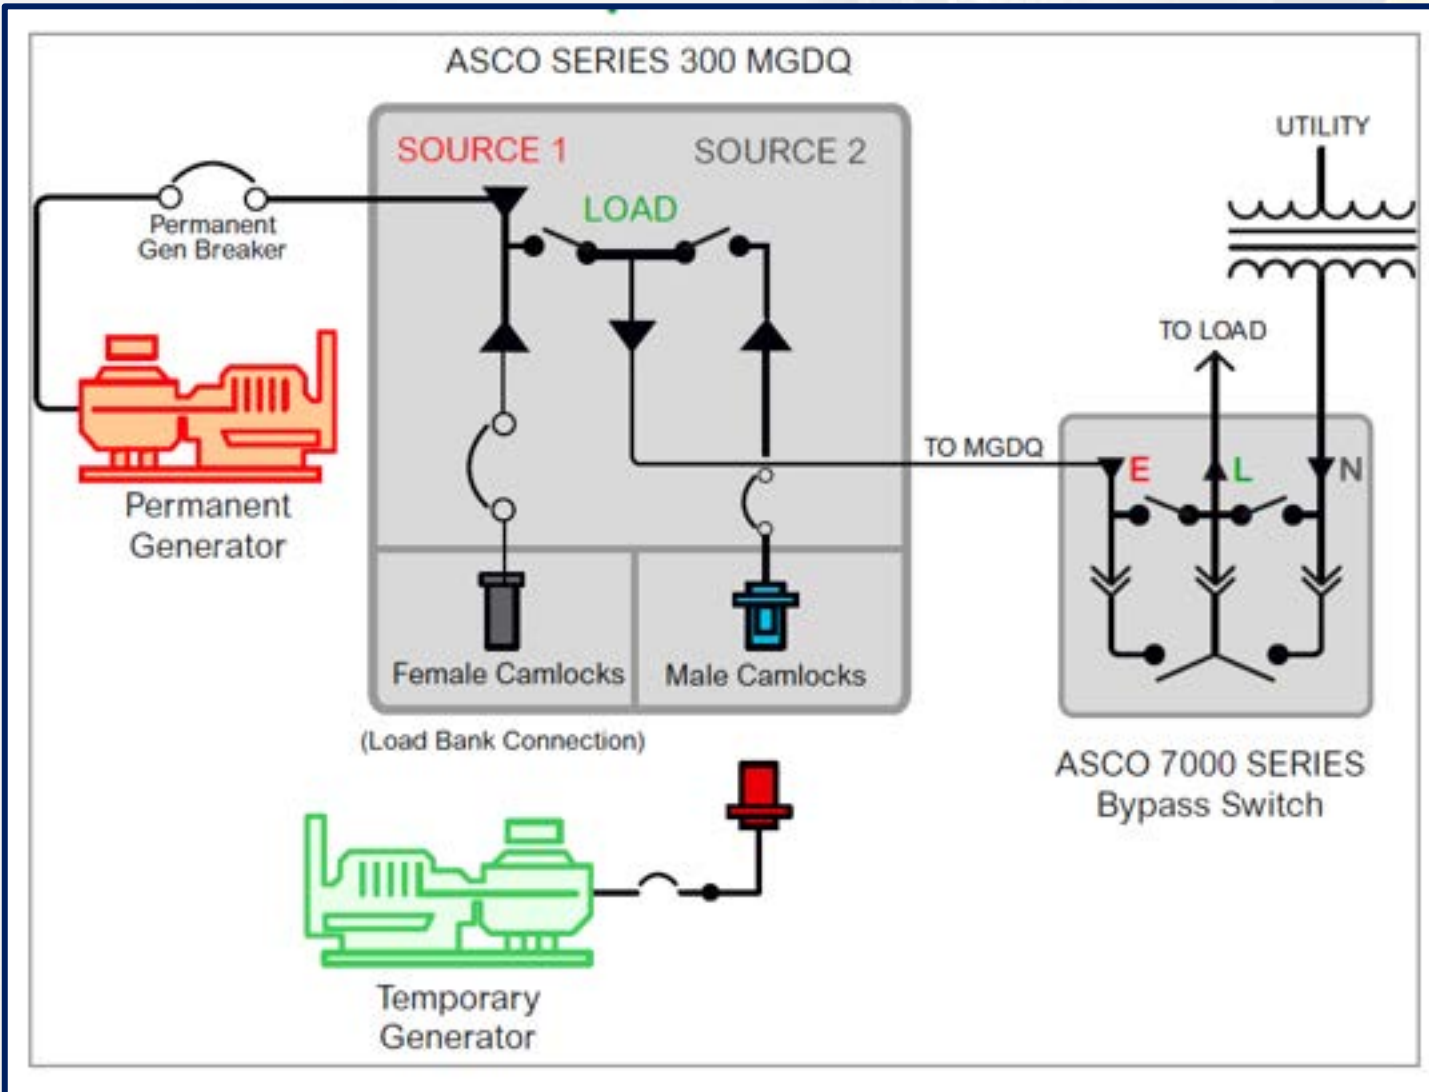 ASCO SERIES 300 MGDQ
SOURCE 1
SOURCE 2
LOAD
UTILITY
Permanent
Gen Breaker
TO LOAD
TO MGDQ
E
L
N
Permanent
Generator
Female Camlocks
Male Camlocks
(Load Bank Connection)
ASCO 7000 SERIES
Bypass Switch
Temporary
Generator